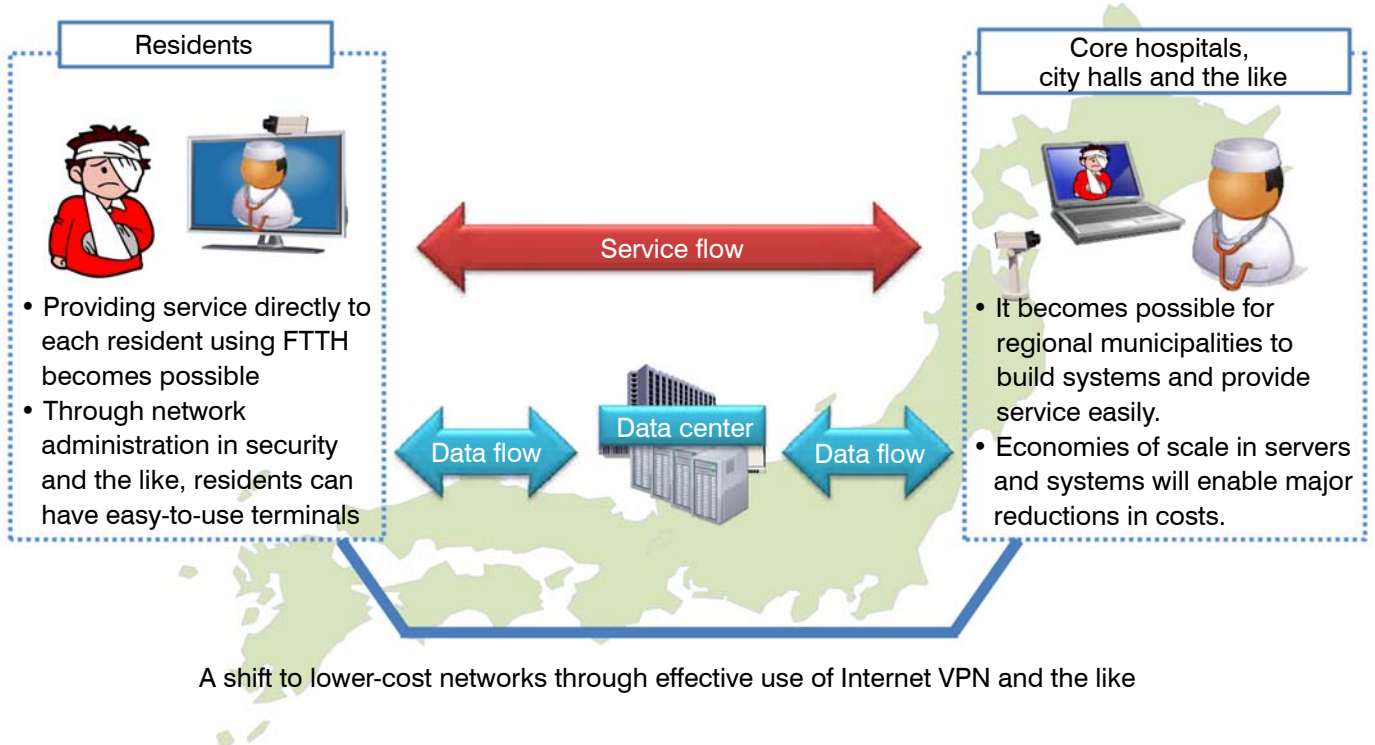 Residents
• Providing service directly to
each resident using FTTH
becomes possible
• Through network
administration in security
and the like, residents can
have easy-to-use terminals
Service flow
Data flow
Data center
Data flow
Core hospitals,
city halls and the like
• It becomes possible for
regional municipalities to
build systems and provide
service easily.
• Economies of scale in servers
and systems will enable major
reductions in costs.
A shift to lower-cost networks through effective use of Internet VPN and the like